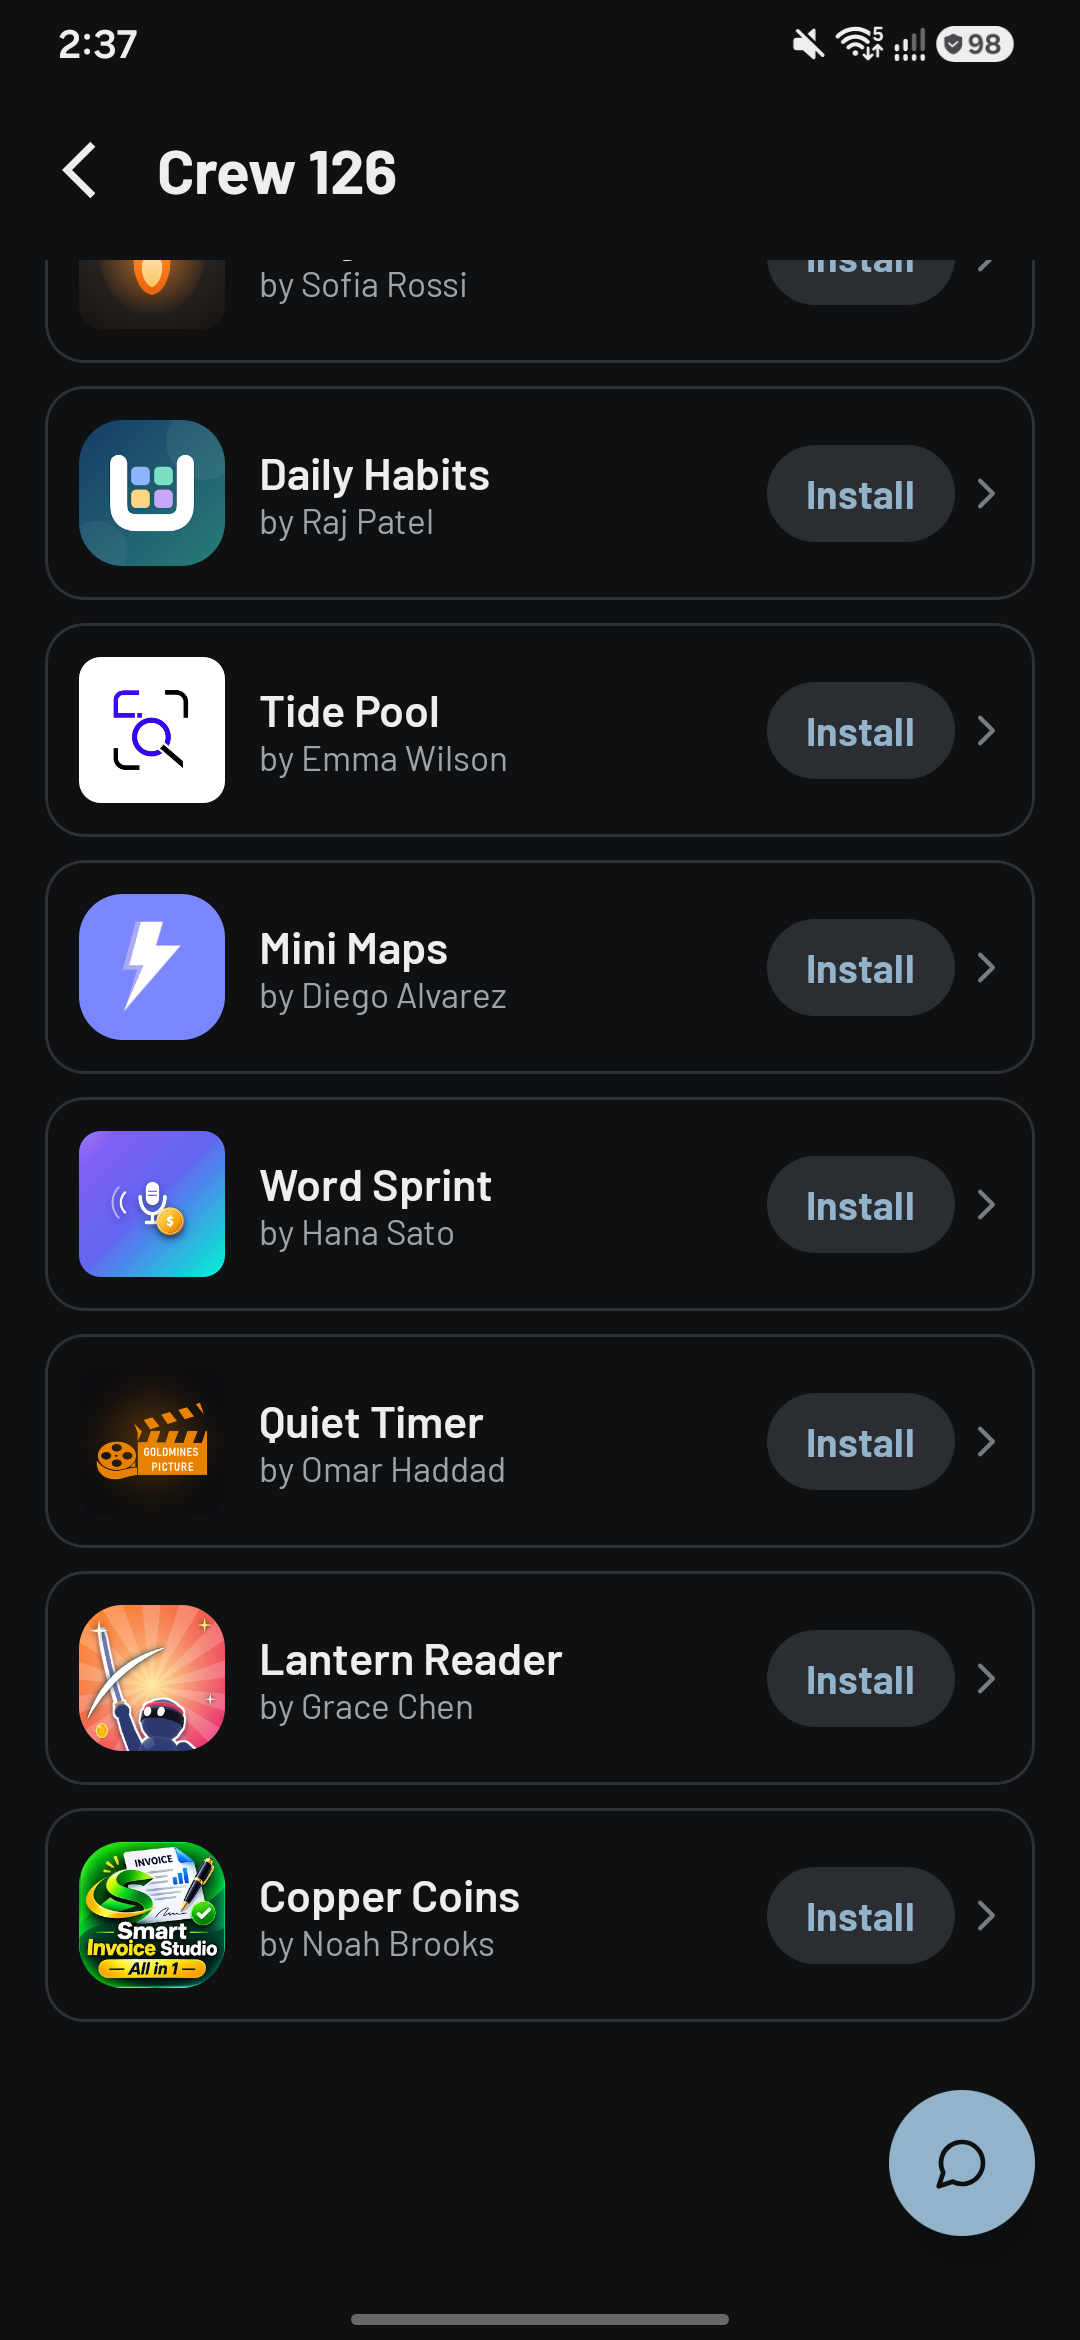 2:37
5
98
Crew 126
by Sofia Rossi
Install
Daily Habits
by Raj Patel
Install
Tide Pool
by Emma Wilson
Install
Mini Maps
by Diego Alvarez
Install
Word Sprint
by Hana Sato
Install
$
Quiet Timer
by Omar Haddad
Install
GOLDMINES
PICTURE
Lantern Reader
by Grace Chen
Install
Copper Coins
by Noah Brooks
Install
INVOICE
S
Smart
Invoice Studio
All in 1